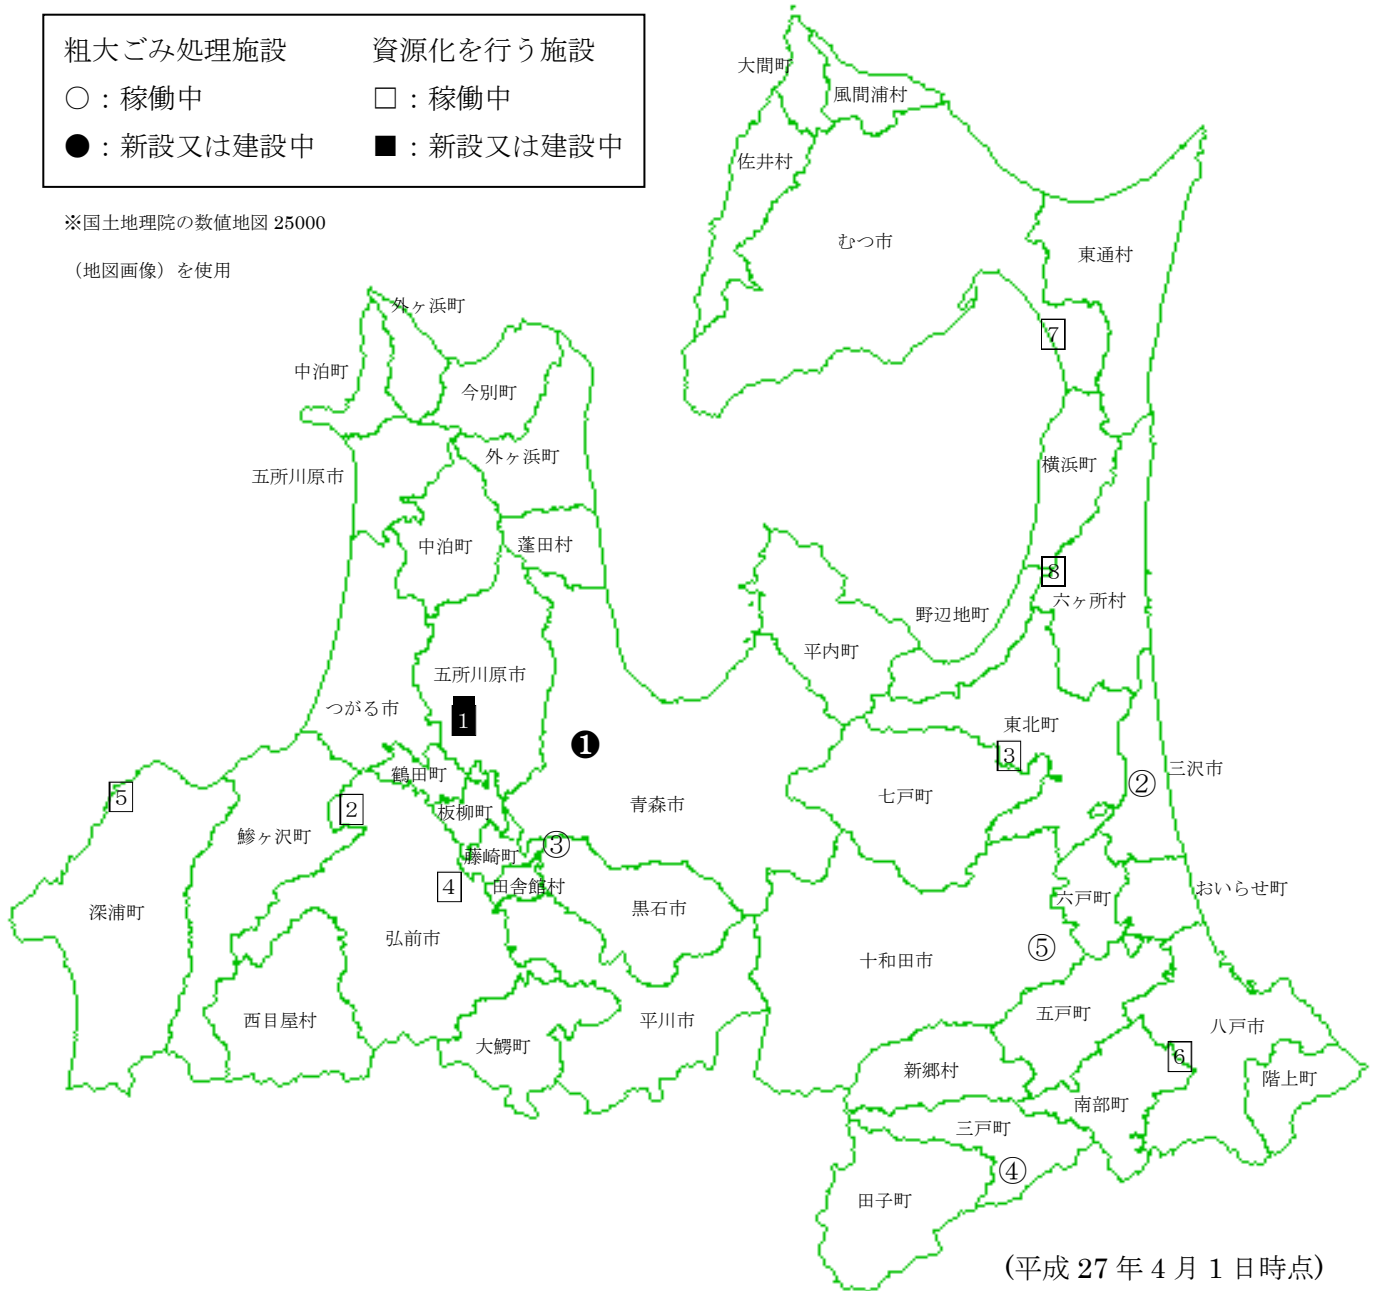 粗大ごみ処理施設 資源化を行う施設
○:稼働中 □:稼働中
●:新設又は建設中 ■:新設又は建設中
※国土地理院の数値地図 25000
(地図画像)を使用
大間町
風間浦村
佐井村
むつ市
東通村
外ヶ浜町
7
中泊町
今別町
外ヶ浜町
横浜町
五所川原市
中泊町
蓬田村
8
六ヶ所村
野辺地町
平内町
五所川原市
つがる市
1
東北町
❶
3
三沢市
鶴田町
②
5
2
七戸町
板柳町
青森市
鰺ヶ沢町
③
藤崎町
4
田舎館村
おいらせ町
六戸町
深浦町
黒石市
弘前市
⑤
十和田市
五戸町
西目屋村
平川市
八戸市
大鰐町
6
新郷村
階上町
南部町
三戸町
④
田子町
(平成 27 年 4 月 1 日時点)